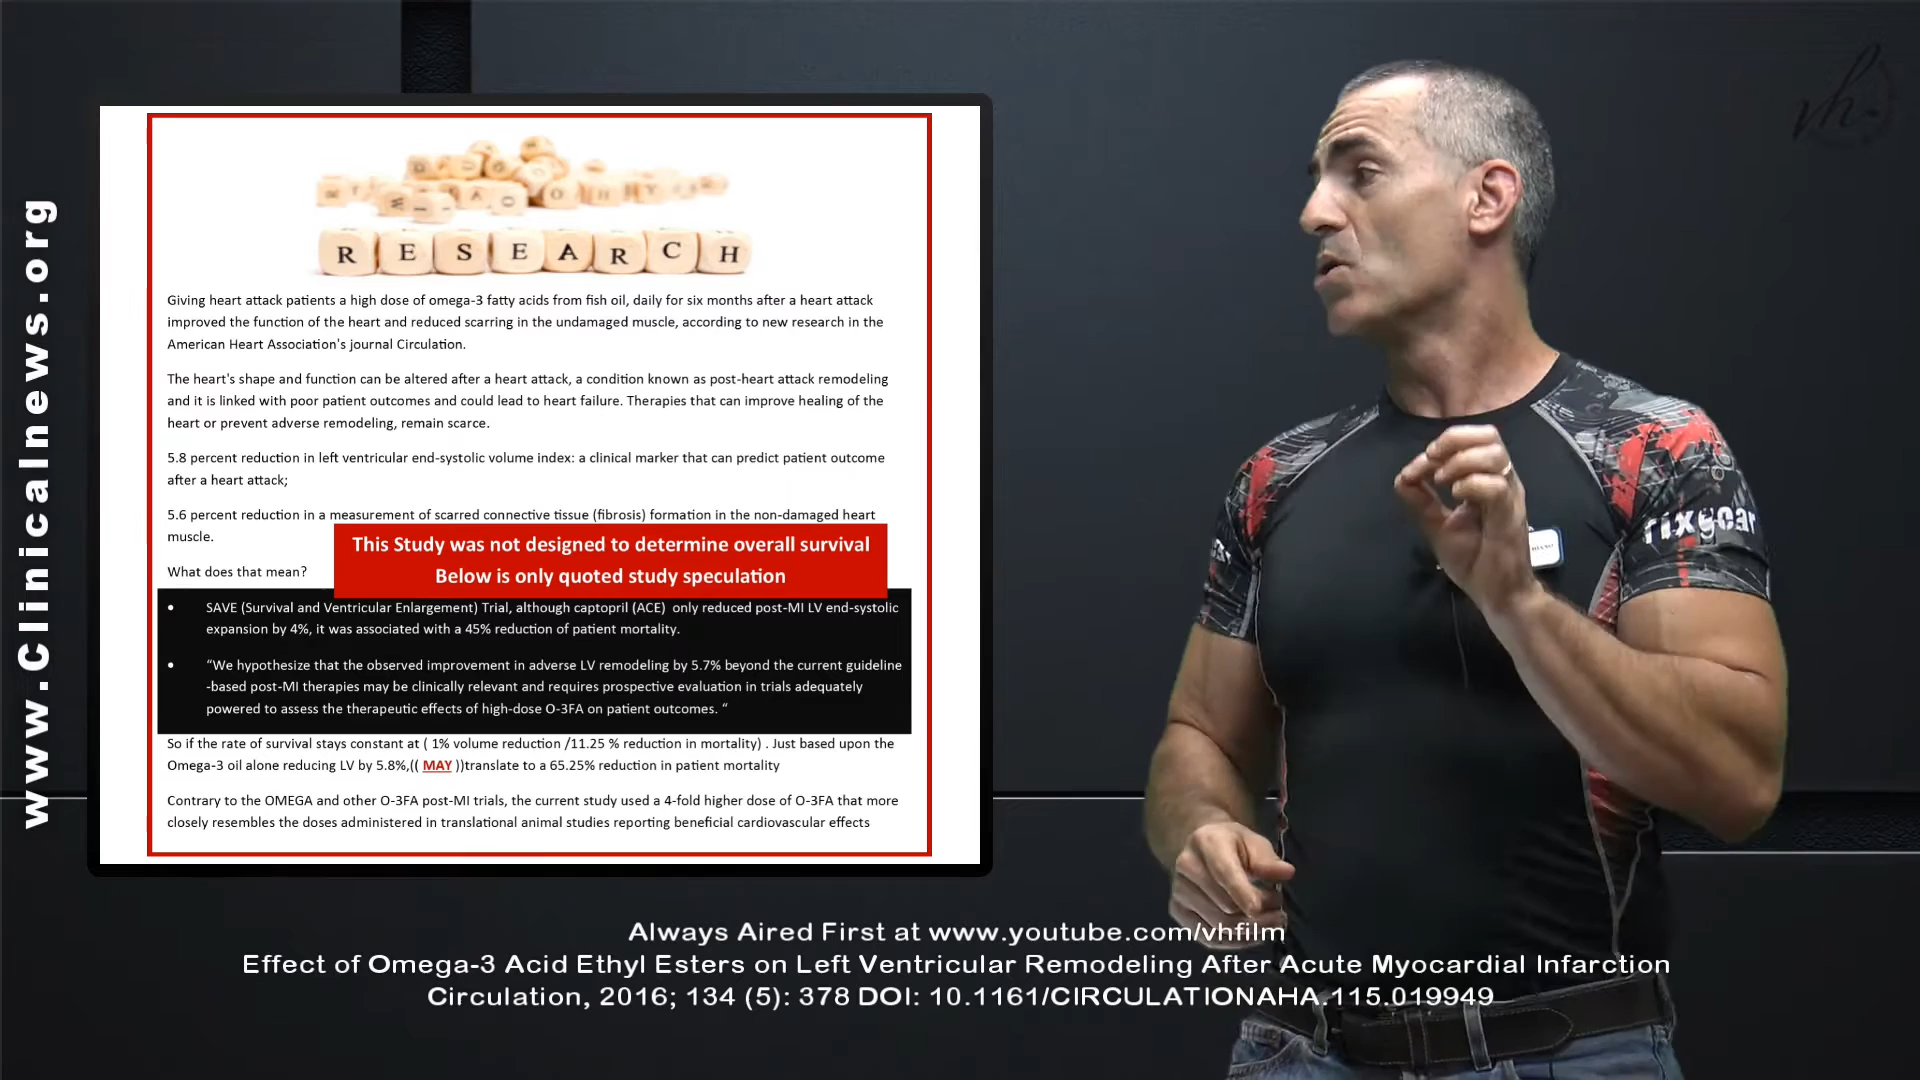 www.Clinicalnews.org
RESEARCH
Giving heart attack patients a high dose of omega-3 fatty acids from fish oil, daily for six months after a heart attack
improved the function of the heart and reduced scarring in the undamaged muscle, according to new research in the
American Heart Association's journal Circulation.
The heart's shape and function can be altered after a heart attack, a condition known as post-heart attack remodeling
and it is linked with poor patient outcomes and could lead to heart failure. Therapies that can improve healing of the
heart or prevent adverse remodeling, remain scarce.
5.8 percent reduction in left ventricular end-systolic volume index: a clinical marker that can predict patient outcome
after a heart attack;
5.6 percent reduction in a measurement of scarred connective tissue (fibrosis) formation in the non-damaged heart
muscle.
This Study was not designed to determine overall survival
Below is only quoted study speculation
What does that mean?
• SAVE (Survival and Ventricular Enlargement) Trial, although captopril (ACE) only reduced post-MI LV end-systolic
expansion by 4%, it was associated with a 45% reduction of patient mortality.
• “We hypothesize that the observed improvement in adverse LV remodeling by 5.7% beyond the current guideline
-based post-MI therapies may be clinically relevant and requires prospective evaluation in trials adequately
powered to assess the therapeutic effects of high-dose O-3FA on patient outcomes. “
So if the rate of survival stays constant at ( 1% volume reduction /11.25 % reduction in mortality) . Just based upon the
Omega-3 oil alone reducing LV by 5.8%,(( MAY ))translate to a 65.25% reduction in patient mortality
Contrary to the OMEGA and other O-3FA post-MI trials, the current study used a 4-fold higher dose of O-3FA that more
closely resembles the doses administered in translational animal studies reporting beneficial cardiovascular effects
vh
Always Aired First at www.youtube.com/vhfilm
Effect of Omega-3 Acid Ethyl Esters on Left Ventricular Remodeling After Acute Myocardial Infarction
Circulation, 2016; 134 (5): 378 DOI: 10.1161/CIRCULATIONAHA.115.019949